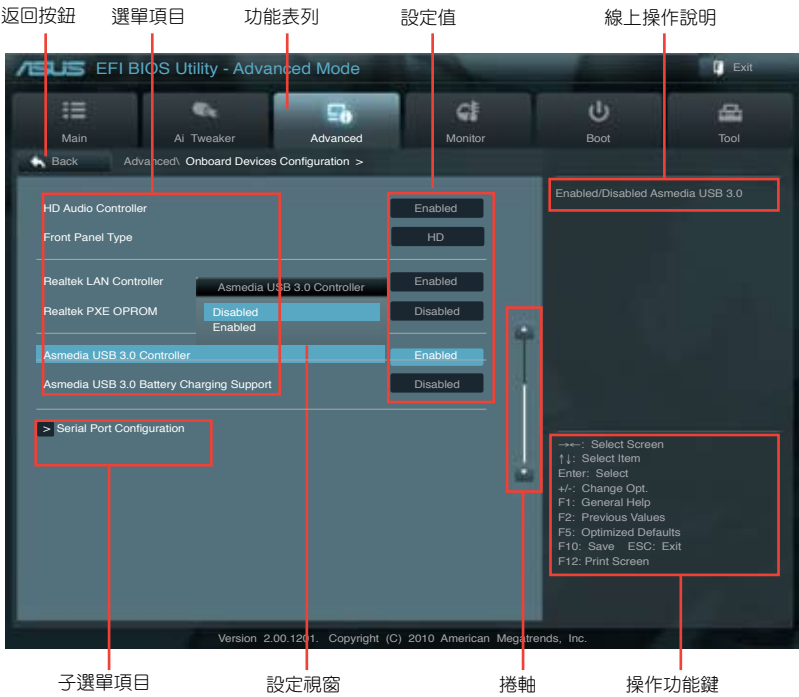 返回按鈕 選單項目 功能表列 設定值 線上操作說明
ASUS EFI BIOS Utility - Advanced Mode Exit
Main Ai Tweaker Advanced Monitor Boot Tool
Back Advanced\ Onboard Devices Configuration >
HD Audio Controller Enabled
Enabled/Disabled Asmedia USB 3.0
Front Panel Type HD
Realtek LAN Controller Enabled
Asmedia USB 3.0 Controller
Realtek PXE OPROM Disabled
Disabled
Enabled
Asmedia USB 3.0 Controller Enabled
Asmedia USB 3.0 Battery Charging Support Disabled
> Serial Port Configuration
→←: Select Screen
↑↓: Select Item
Enter: Select
+/-: Change Opt.
F1: General Help
F2: Previous Values
F5: Optimized Defaults
F10: Save ESC: Exit
F12: Print Screen
Version 2.00.1201. Copyright (C) 2010 American Megatrends, Inc.
子選單項目 設定視窗 捲軸 操作功能鍵